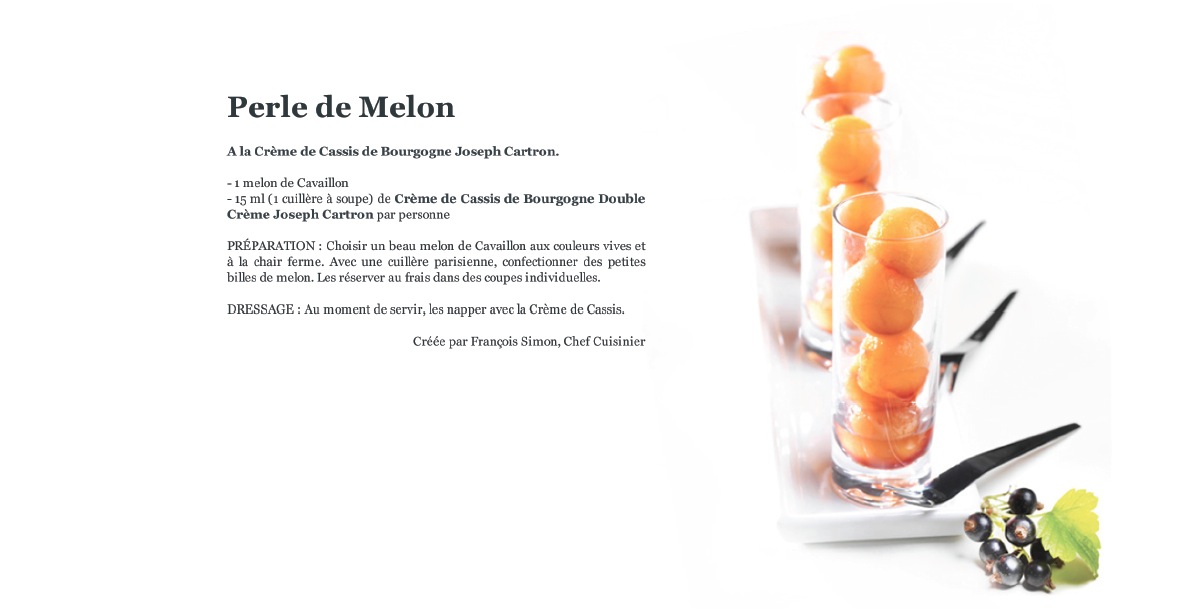 Perle de Melon
A la Crème de Cassis de Bourgogne Joseph Cartron.
- 1 melon de Cavaillon
- 15 ml (1 cuillère à soupe) de Crème de Cassis de Bourgogne Double
Crème Joseph Cartron par personne
PRÉPARATION : Choisir un beau melon de Cavaillon aux couleurs vives et
à la chair ferme. Avec une cuillère parisienne, confectionner des petites
billes de melon. Les réserver au frais dans des coupes individuelles.
DRESSAGE : Au moment de servir, les napper avec la Crème de Cassis.
Créée par François Simon, Chef Cuisinier